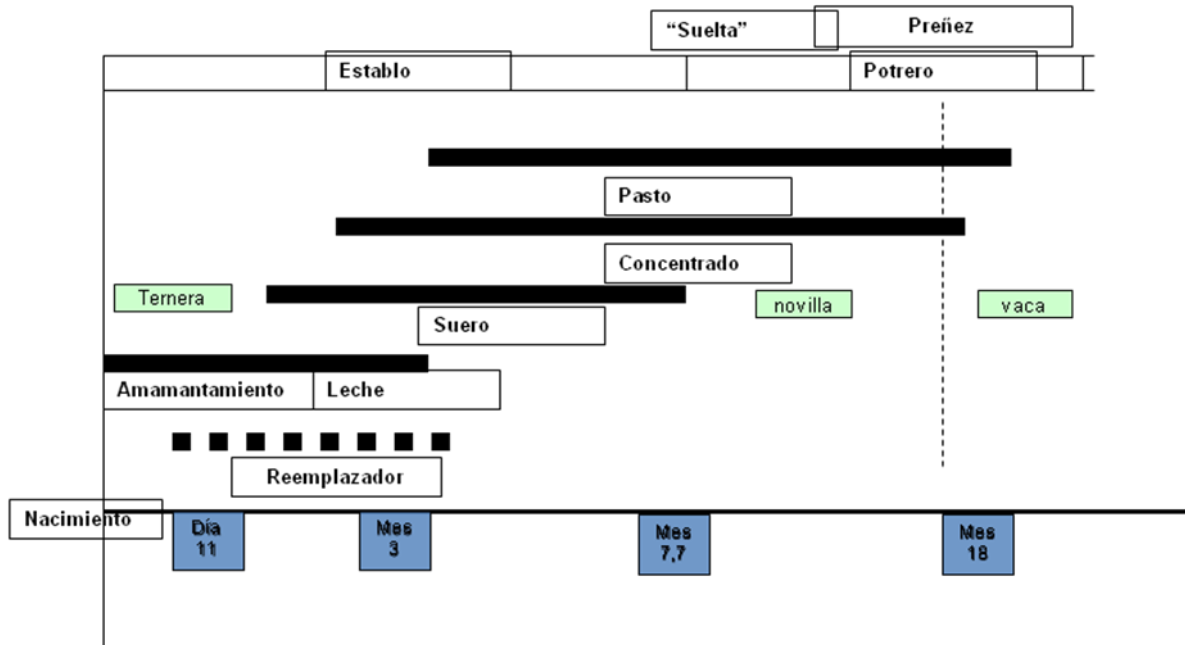 “Suelta”
Preñez
Establo
Potrero
Pasto
Concentrado
Ternera
novilla
vaca
Suero
Amamantamiento
Leche
Reemplazador
Nacimiento
Día
11
Mes
3
Mes
7,7
Mes
18